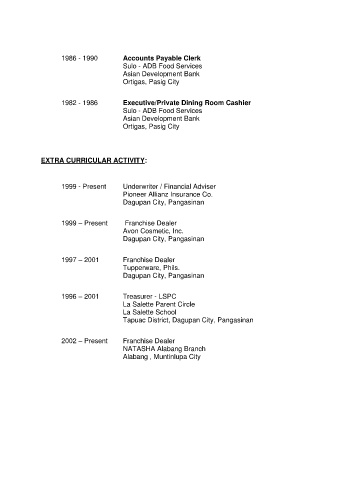 1986 - 1990 Accounts Payable Clerk
Sulo - ADB Food Services
Asian Development Bank
Ortigas, Pasig City
1982 - 1986 Executive/Private Dining Room Cashier
Sulo - ADB Food Services
Asian Development Bank
Ortigas, Pasig City
EXTRA CURRICULAR ACTIVITY:
1999 - Present Underwriter / Financial Adviser
Pioneer Allianz Insurance Co.
Dagupan City, Pangasinan
1999 – Present Franchise Dealer
Avon Cosmetic, Inc.
Dagupan City, Pangasinan
1997 – 2001 Franchise Dealer
Tupperware, Phils.
Dagupan City, Pangasinan
1996 – 2001 Treasurer - LSPC
La Salette Parent Circle
La Salette School
Tapuac District, Dagupan City, Pangasinan
2002 – Present Franchise Dealer
NATASHA Alabang Branch
Alabang , Muntinlupa City